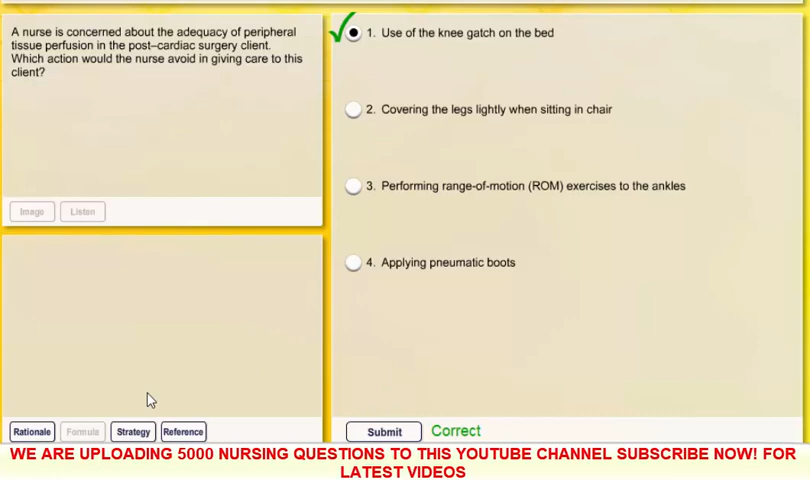 A nurse is concerned about the adequacy of peripheral
tissue perfusion in the post–cardiac surgery client.
Which action would the nurse avoid in giving care to this
client?
Image
Listen
1. Use of the knee gatch on the bed
2. Covering the legs lightly when sitting in chair
3. Performing range-of-motion (ROM) exercises to the ankles
4. Applying pneumatic boots
Rationale
Formula
Strategy
Reference
Submit
Correct
WE ARE UPLOADING 5000 NURSING QUESTIONS TO THIS YOUTUBE CHANNEL SUBSCRIBE NOW! FOR
LATEST VIDEOS